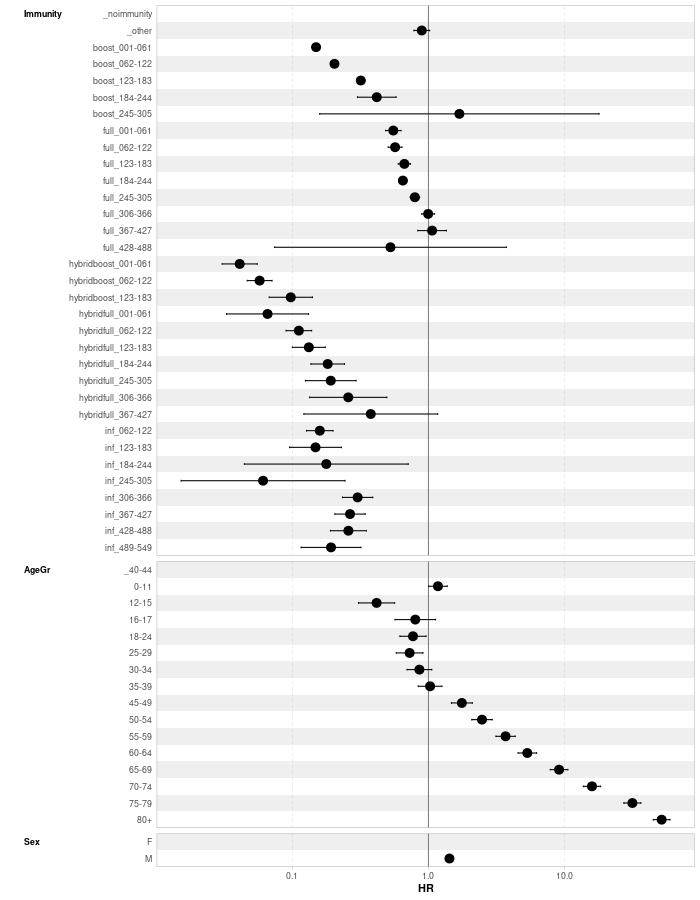 Immunity
_noimmunity
_other
boost_001-061
boost_062-122
boost_123-183
boost_184-244
boost_245-305
full_001-061
full_062-122
full_123-183
full_184-244
full_245-305
full_306-366
full_367-427
full_428-488
hybridboost_001-061
hybridboost_062-122
hybridboost_123-183
hybridfull_001-061
hybridfull_062-122
hybridfull_123-183
hybridfull_184-244
hybridfull_245-305
hybridfull_306-366
hybridfull_367-427
inf_062-122
inf_123-183
inf_184-244
inf_245-305
inf_306-366
inf_367-427
inf_428-488
inf_489-549
AgeGr
_40-44
0-11
12-15
16-17
18-24
25-29
30-34
35-39
45-49
50-54
55-59
60-64
65-69
70-74
75-79
80+
Sex
F
M
0.1 1.0 10.0
HR